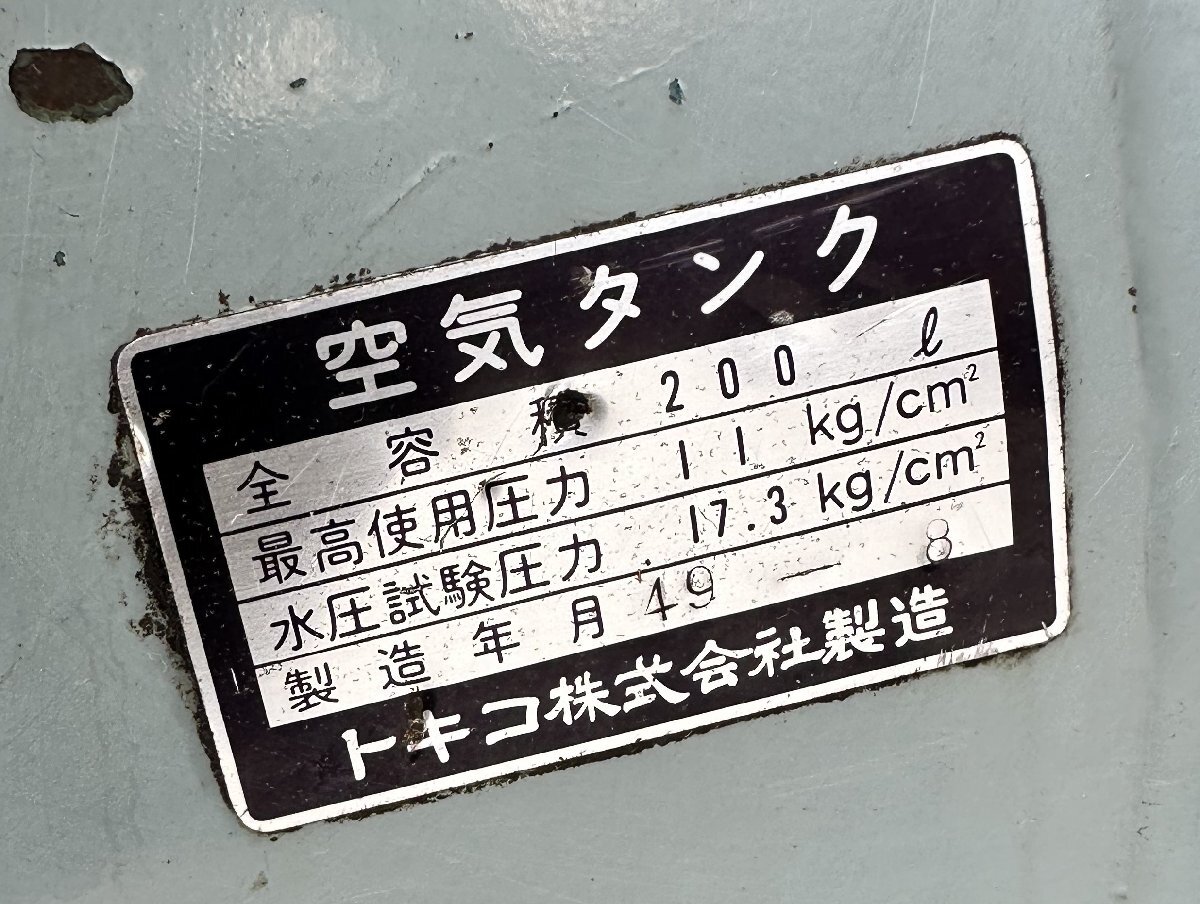 空気タンク
全容積 200 ℓ
最高使用圧力 11 kg/cm²
水圧試験圧力 17.3 kg/cm²
製造年月 49 — 8
トキコ株式会社製造